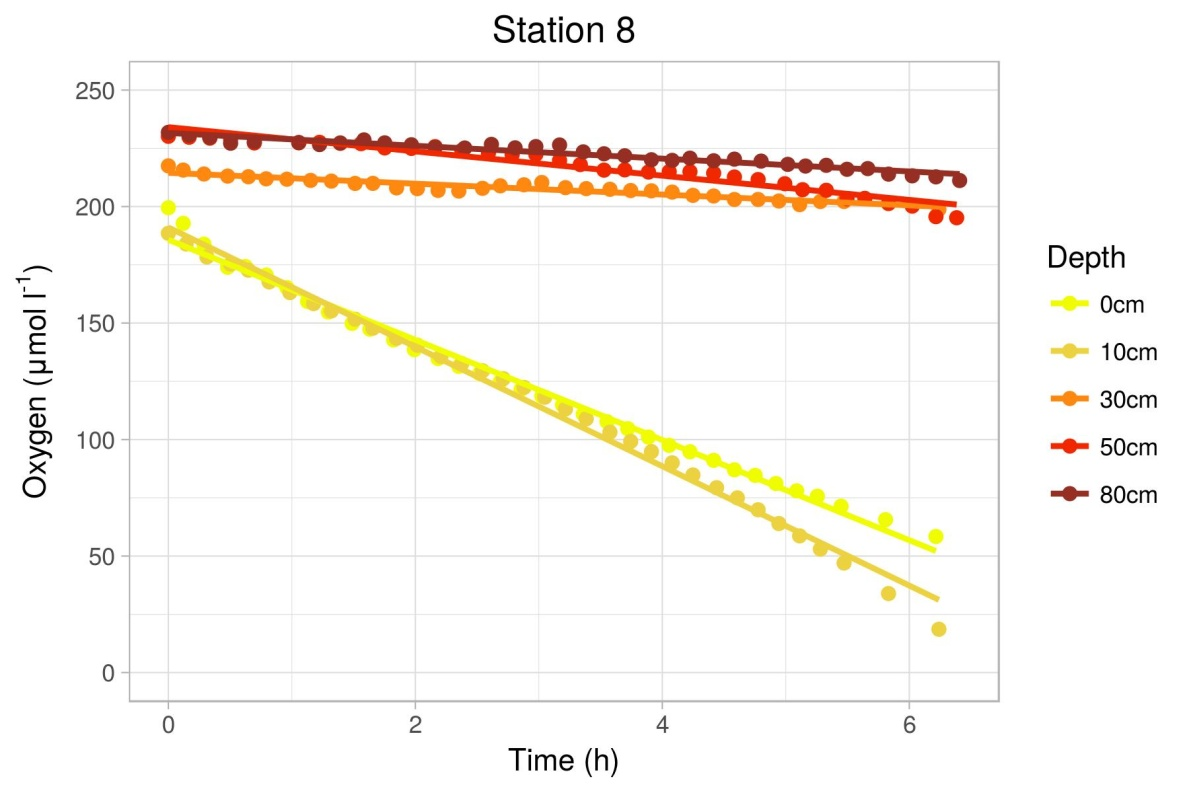 Station 8
250
200
150
100
50
0
0 2 4 6
Time (h)
Oxygen (μmol l⁻¹)
Depth
0cm
10cm
30cm
50cm
80cm